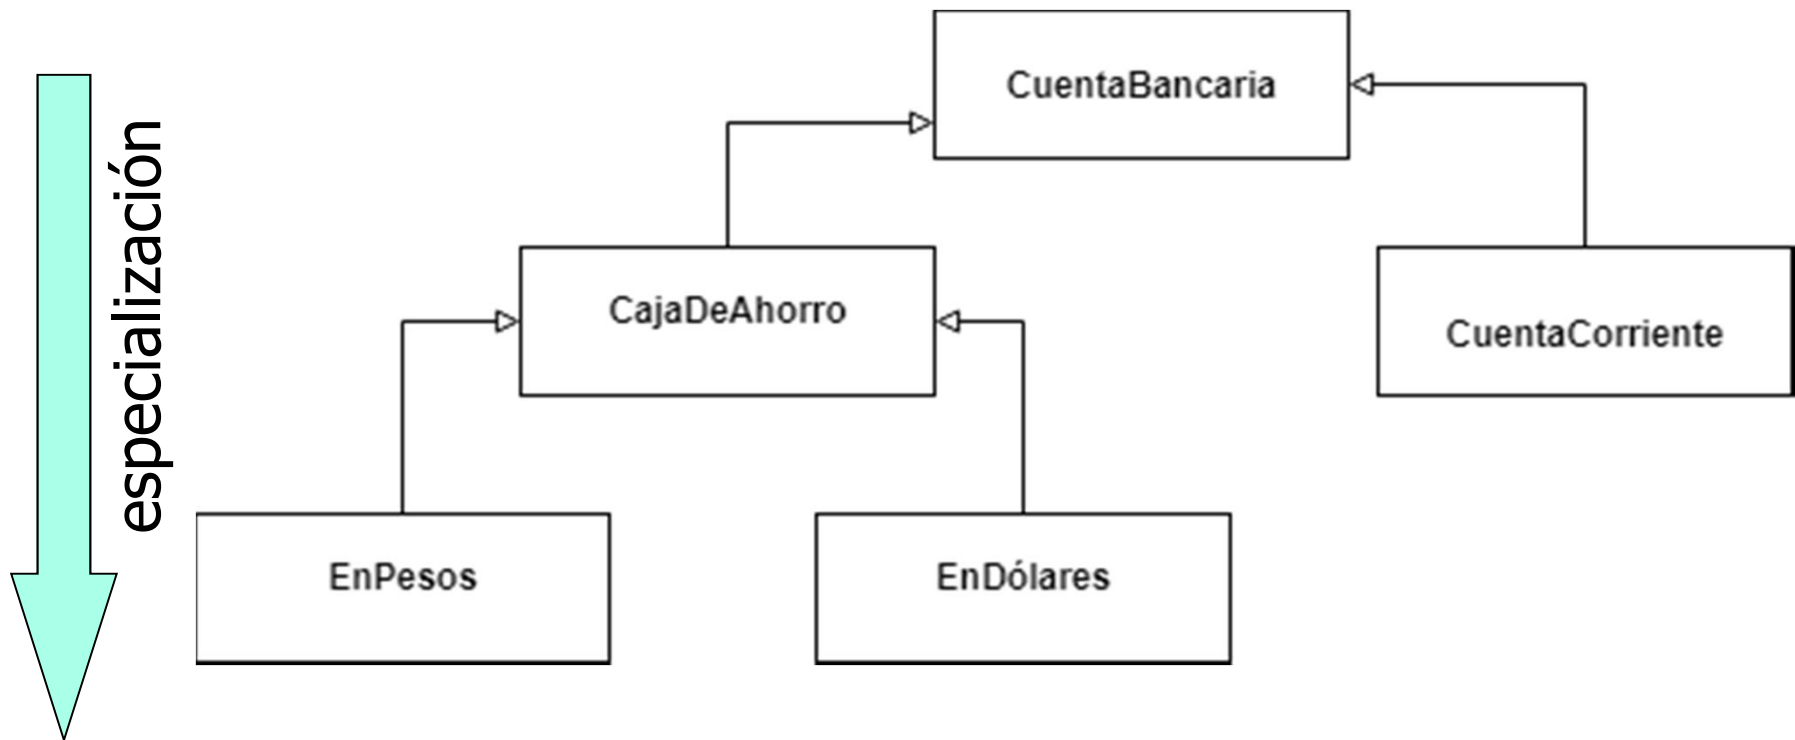 especialización
CuentaBancaria
CajaDeAhorro
CuentaCorriente
EnPesos
EnDólares